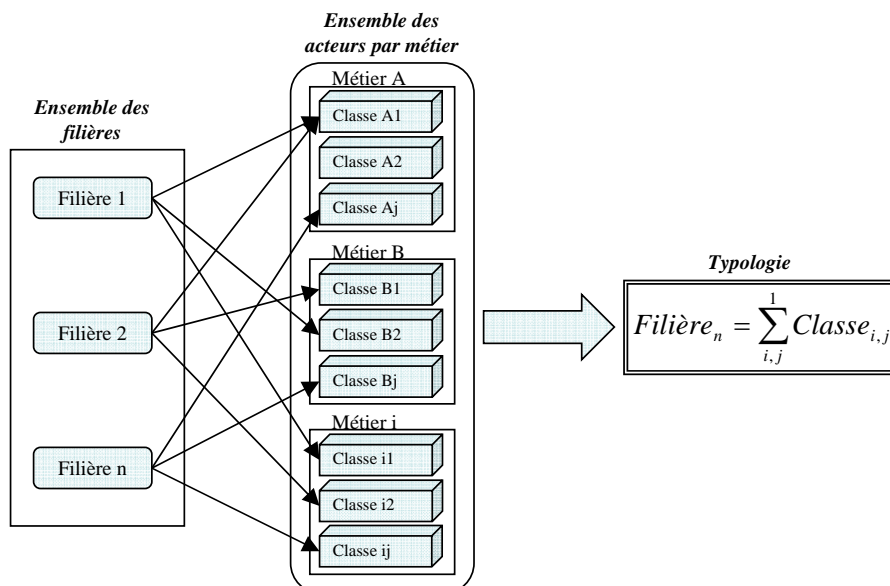 Ensemble des
filières
Filière 1
Filière 2
Filière n
Ensemble des
acteurs par métier
Métier A
Classe A1
Classe A2
Classe Aj
Métier B
Classe B1
Classe B2
Classe Bj
Métier i
Classe i1
Classe i2
Classe ij
Typologie
Filière_n = \sum_{i,j}^{1} Classe_{i,j}